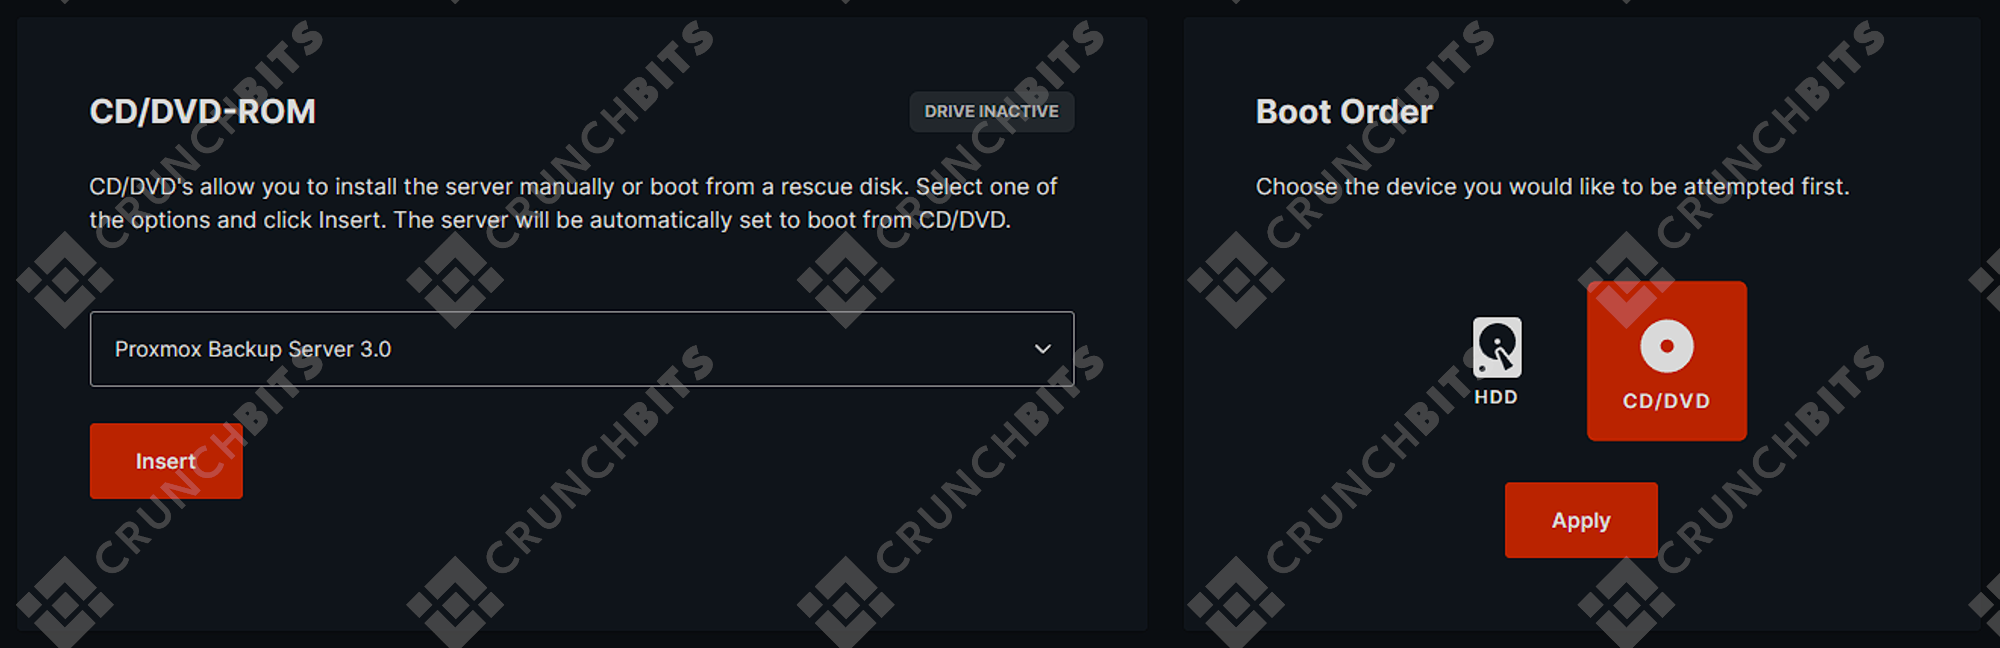 CD/DVD-ROM
DRIVE INACTIVE
CD/DVD's allow you to install the server manually or boot from a rescue disk. Select one of
the options and click Insert. The server will be automatically set to boot from CD/DVD.
Proxmox Backup Server 3.0
Insert
Boot Order
Choose the device you would like to be attempted first.
HDD
CD/DVD
Apply
CRUNCHBITS
CRUNCHBITS
CRUNCHBITS
CRUNCHBITS
CRUNCHBITS
CRUNCHBITS
CRUNCHBITS
CRUNCHBITS
CRUNCHBITS
CRUNCHBITS